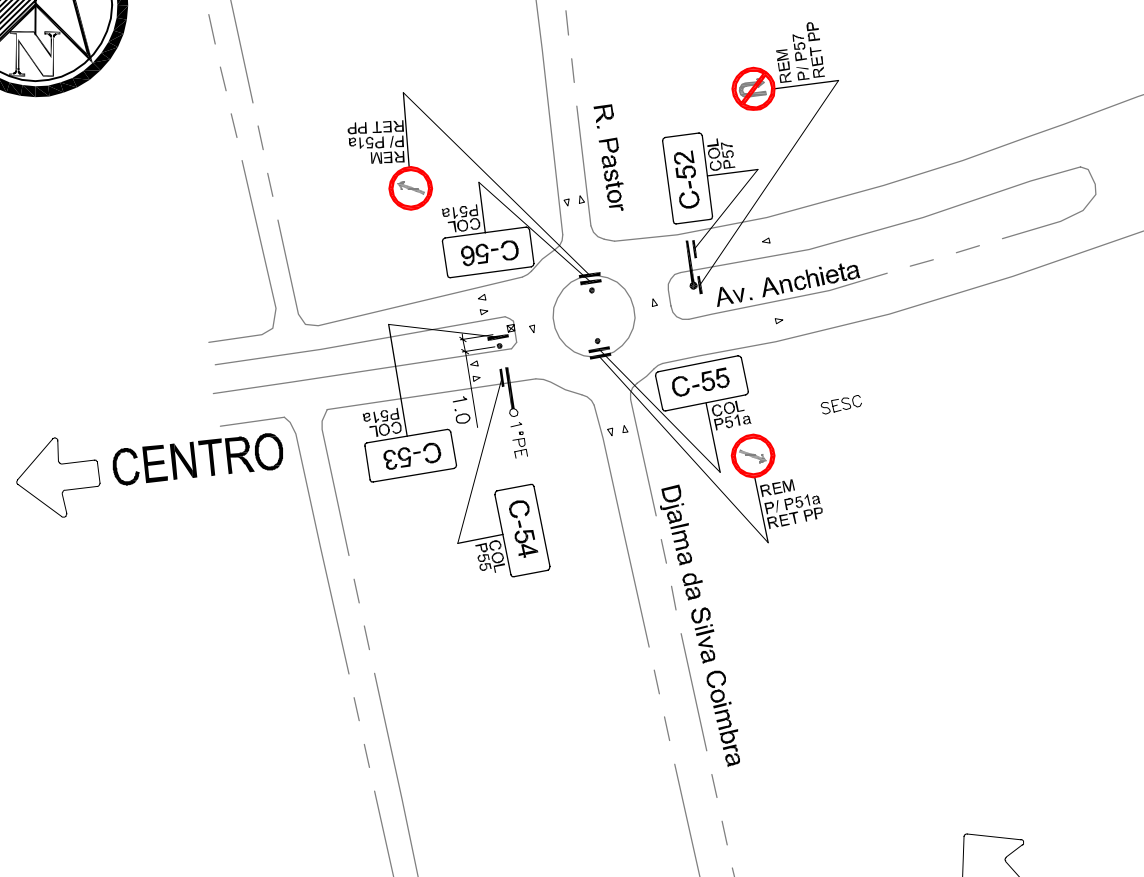 N
REM
P/ P57
RET PP
R. Pastor
C-52
COL
P57
REM
P/ P51a
RET PP
COL
P51a
C-56
Av. Anchieta
C-55
COL
P51a
SESC
REM
P/ P51a
RET PP
1.0
1ºPE
COL
P51a
C-53
CENTRO
C-54
COL
P55
Djalma da Silva Coimbra